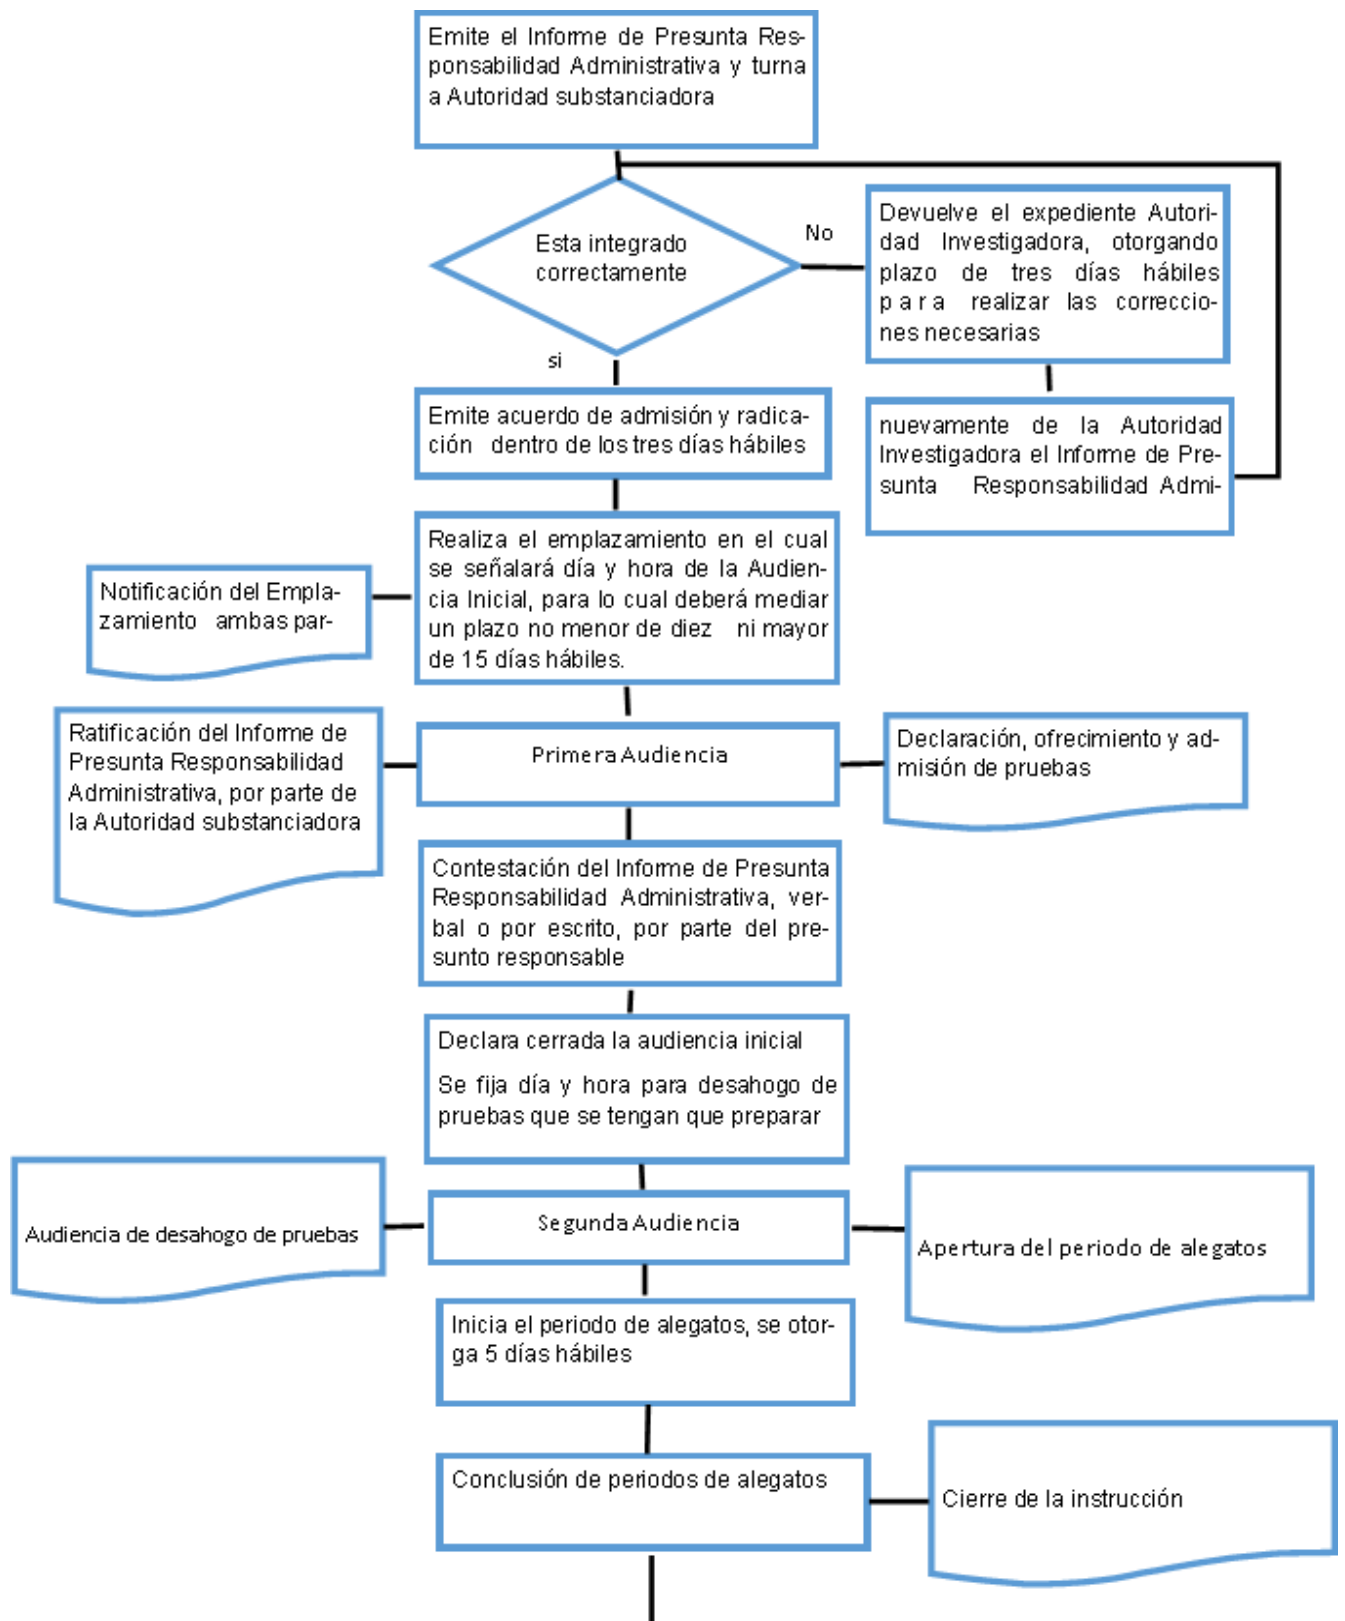 Emite el Informe de Presunta Res-
ponsabilidad Administrativa y turna
a Autoridad substanciadora
Esta integrado
correctamente
No
Devuelve el expediente Autori-
dad Investigadora, otorgando
plazo de tres días hábiles
p a r a realizar las correccio-
nes necesarias
si
nuevamente de la Autoridad
Investigadora el Informe de Pre-
sunta Responsabilidad Admi-
Emite acuerdo de admisión y radic-
ación dentro de los tres días hábiles
Realiza el emplazamiento en el cual
se señalará día y hora de la Audien-
cia Inicial, para lo cual deberá mediar
un plazo no menor de diez ni mayor
de 15 días hábiles.
Notificación del Empla-
zamiento ambas par-
Ratificación del Informe de
Presunta Responsabilidad
Administrativa, por parte de
la Autoridad substanciadora
Primera Audiencia
Declaración, ofrecimiento y ad-
misión de pruebas
Contestación del Informe de Presunta
Responsabilidad Administrativa, ver-
bal o por escrito, por parte del pre-
sunto responsable
Declara cerrada la audiencia inicial
Se fija día y hora para desahogo de
pruebas que se tengan que preparar
Audiencia de desahogo de pruebas
Segunda Audiencia
Apertura del periodo de alegatos
Inicia el periodo de alegatos, se otor-
ga 5 días hábiles
Conclusión de periodos de alegatos
Cierre de la instrucción